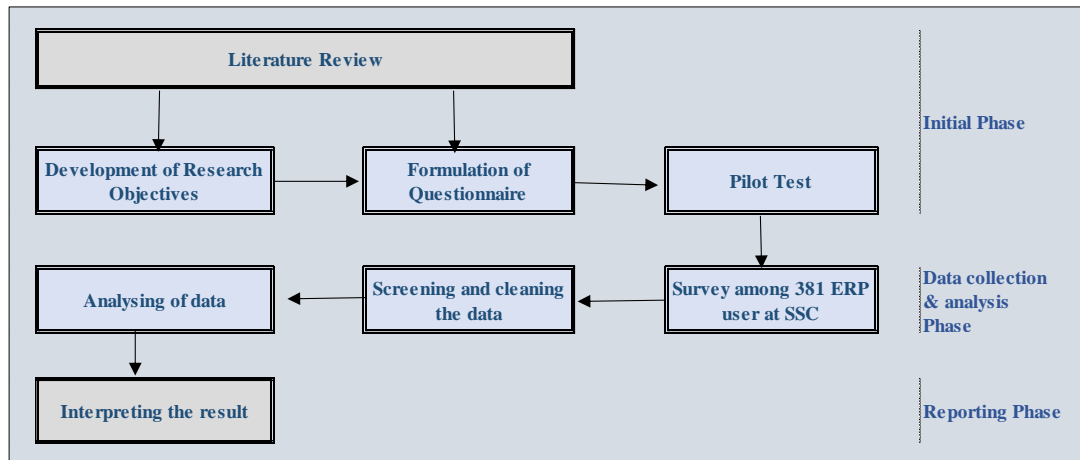 Literature Review
Initial Phase
Development of Research
Objectives
Formulation of
Questionnaire
Pilot Test
Survey among 381 ERP
user at SSC
Screening and cleaning
the data
Analysing of data
Data collection
& analysis
Phase
Interpreting the result
Reporting Phase